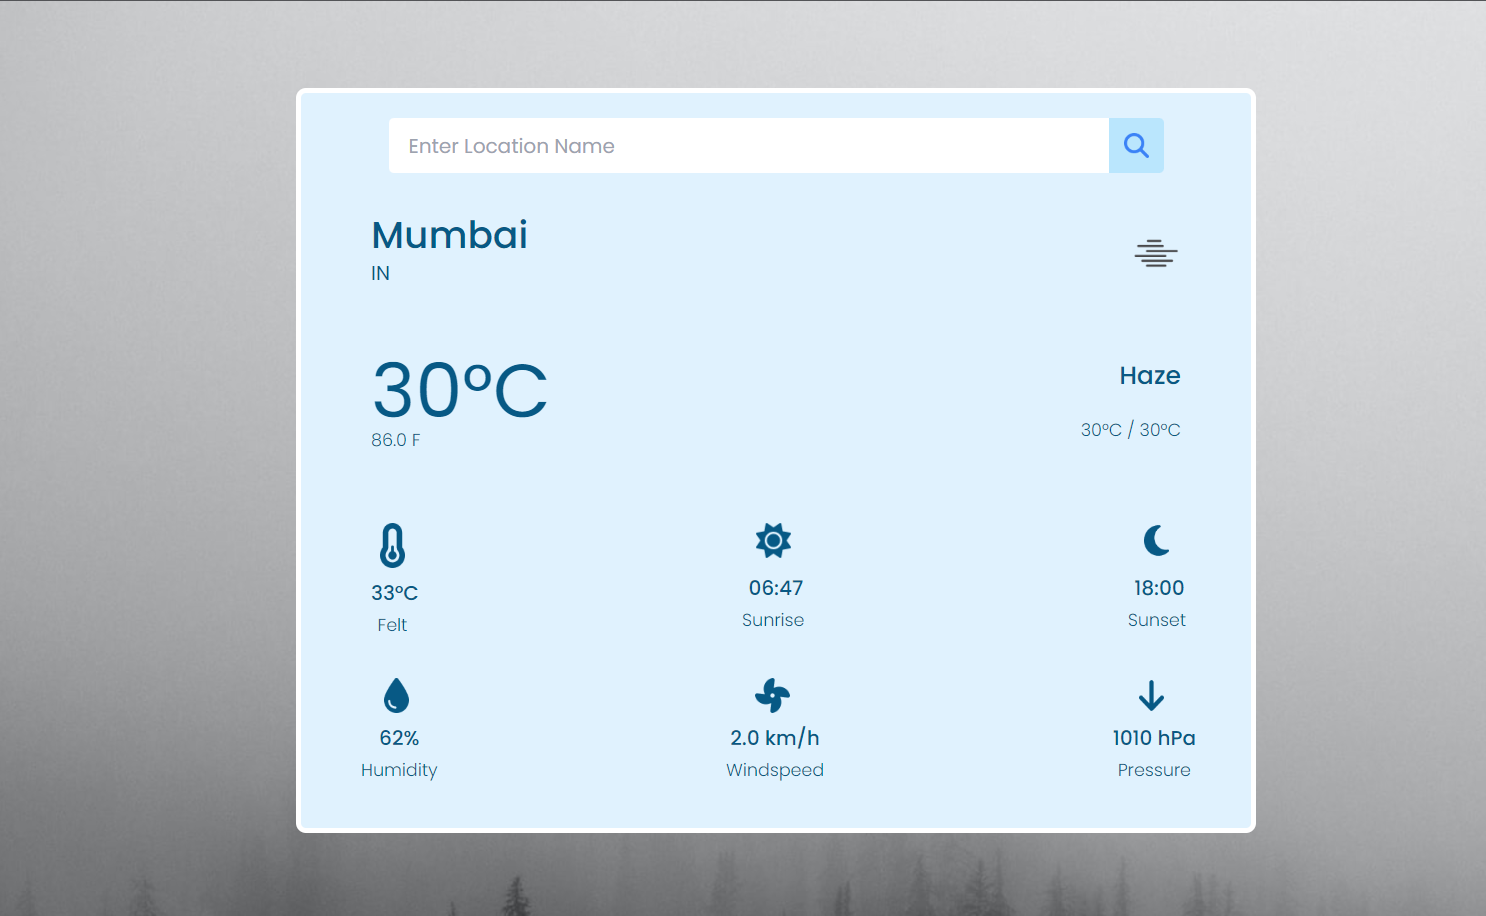 Enter Location Name
Mumbai
IN
30°C
86.0 F
Haze
30°C / 30°C
33°C
Felt
06:47
Sunrise
18:00
Sunset
62%
Humidity
2.0 km/h
Windspeed
1010 hPa
Pressure